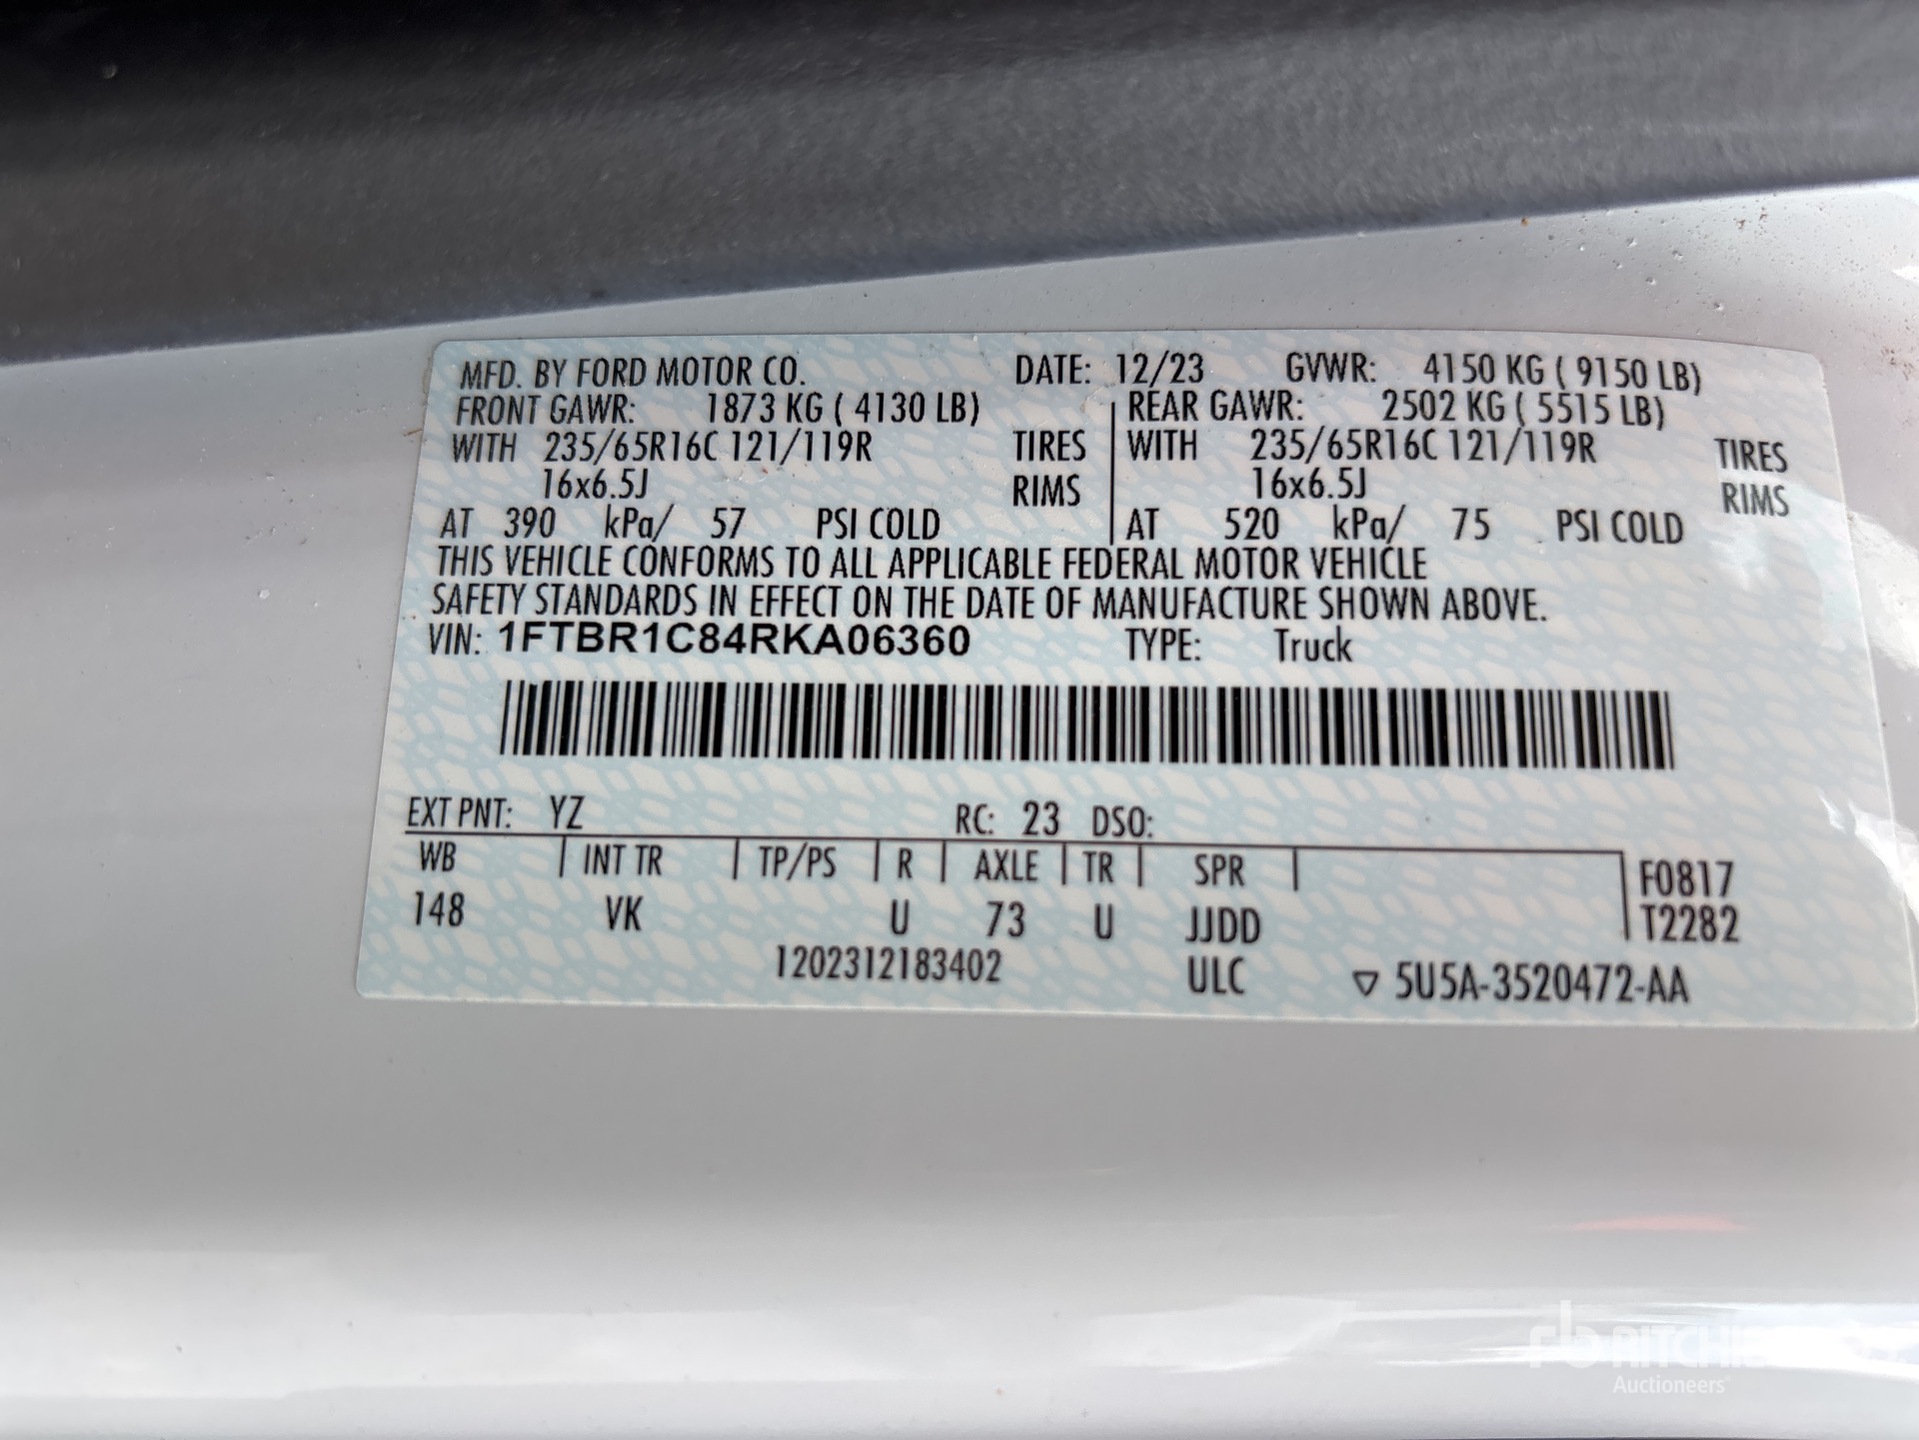 MFD. BY FORD MOTOR CO. DATE: 12/23 GVWR: 4150 KG ( 9150 LB)
FRONT GAWR: 1873 KG ( 4130 LB) REAR GAWR: 2502 KG ( 5515 LB)
WITH 235/65R16C 121/119R TIRES WITH 235/65R16C 121/119R TIRES
16x6.5J RIMS 16x6.5J RIMS
AT 390 kPa/ 57 PSI COLD AT 520 kPa/ 75 PSI COLD
THIS VEHICLE CONFORMS TO ALL APPLICABLE FEDERAL MOTOR VEHICLE
SAFETY STANDARDS IN EFFECT ON THE DATE OF MANUFACTURE SHOWN ABOVE.
VIN: 1FTBR1C84RKA06360 TYPE: Truck
EXT PNT: YZ RC: 23 DSO:
WB INT TR TP/PS R AXLE TR SPR F0817
148 VK U 73 U JJDD T2282
1202312183402 ULC ▽ 5U5A-3520472-AA
rb
Auctioneers